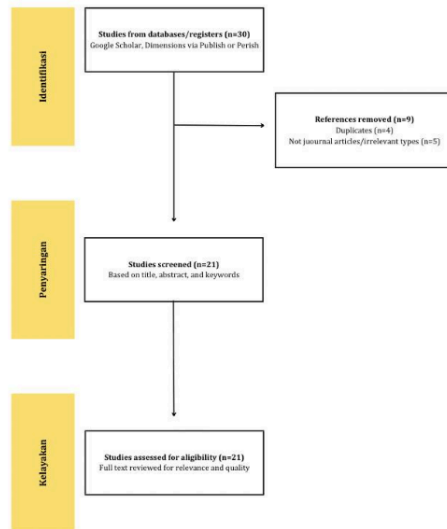 Identifikasi
Studies from databases/registers (n=30)
Google Scholar, Dimensions via Publish or Perish
References removed (n=9)
Duplicates (n=4)
Not juournal articles/irrelevant types (n=5)
Penyaringan
Studies screened (n=21)
Based on title, abstract, and keywords
Kelayakan
Studies assessed for aligibility (n=21)
Full text reviewed for relevance and quality